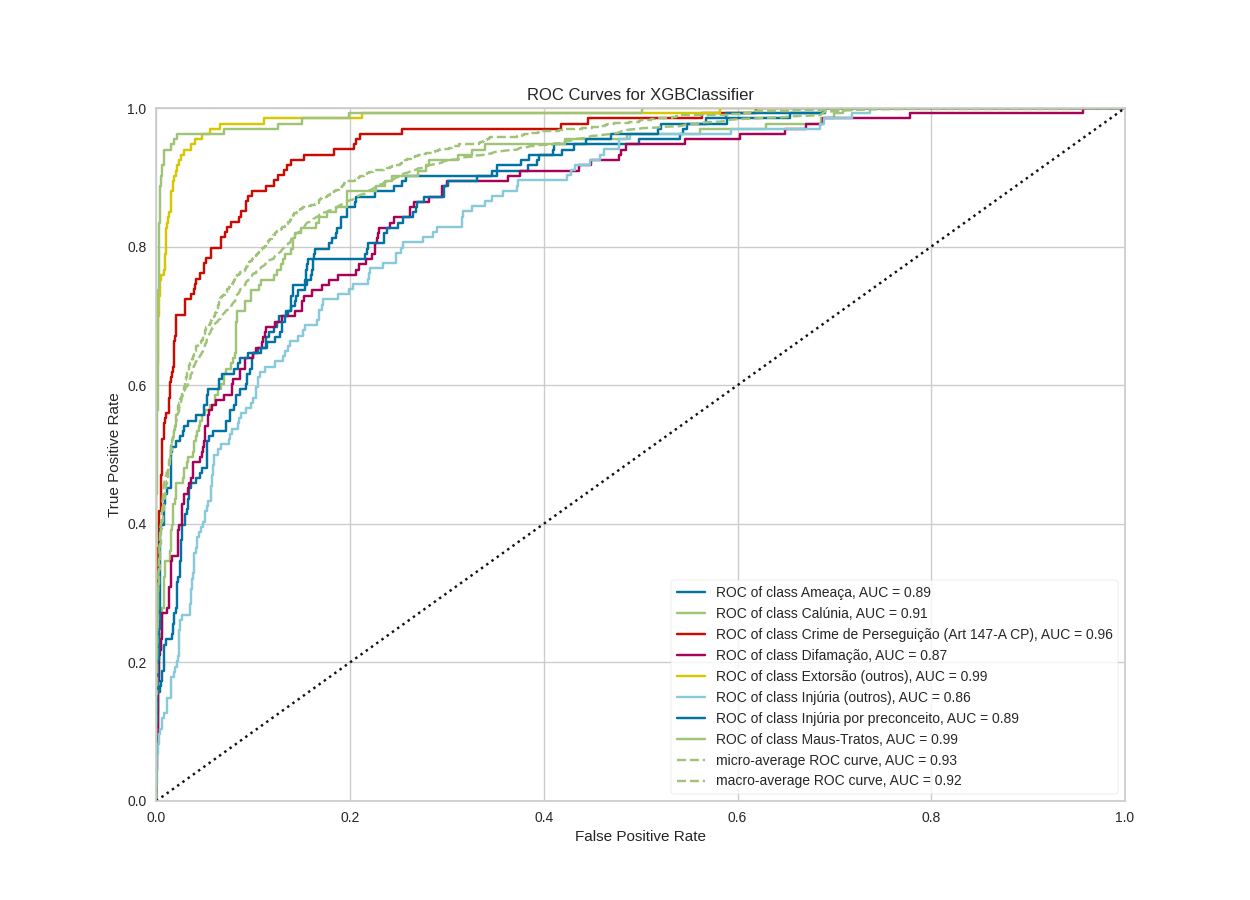 ROC Curves for XGBClassifier
1.0
0.8
0.6
0.4
0.2
0.0
True Positive Rate
ROC of class Ameaça, AUC = 0.89
ROC of class Calúnia, AUC = 0.91
ROC of class Crime de Perseguição (Art 147-A CP), AUC = 0.96
ROC of class Difamação, AUC = 0.87
ROC of class Extorsão (outros), AUC = 0.99
ROC of class Injúria (outros), AUC = 0.86
ROC of class Injúria por preconceito, AUC = 0.89
ROC of class Maus-Tratos, AUC = 0.99
micro-average ROC curve, AUC = 0.93
macro-average ROC curve, AUC = 0.92
0.0 0.2 0.4 0.6 0.8 1.0
False Positive Rate